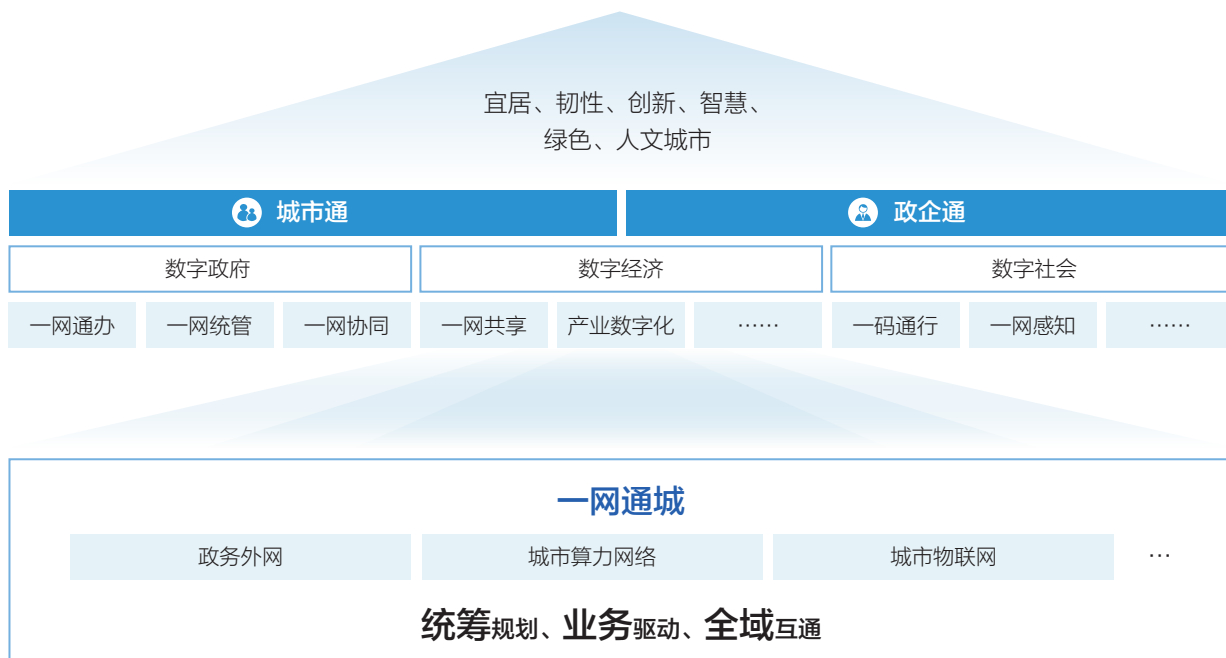 宜居、韧性、创新、智慧、
绿色、人文城市
城市通 政企通
数字政府 数字经济 数字社会
一网通办 一网统管 一网协同 一网共享 产业数字化 …… 一码通行 一网感知 ……
一网通城
政务外网 城市算力网络 城市物联网 …
统筹规划、业务驱动、全域互通